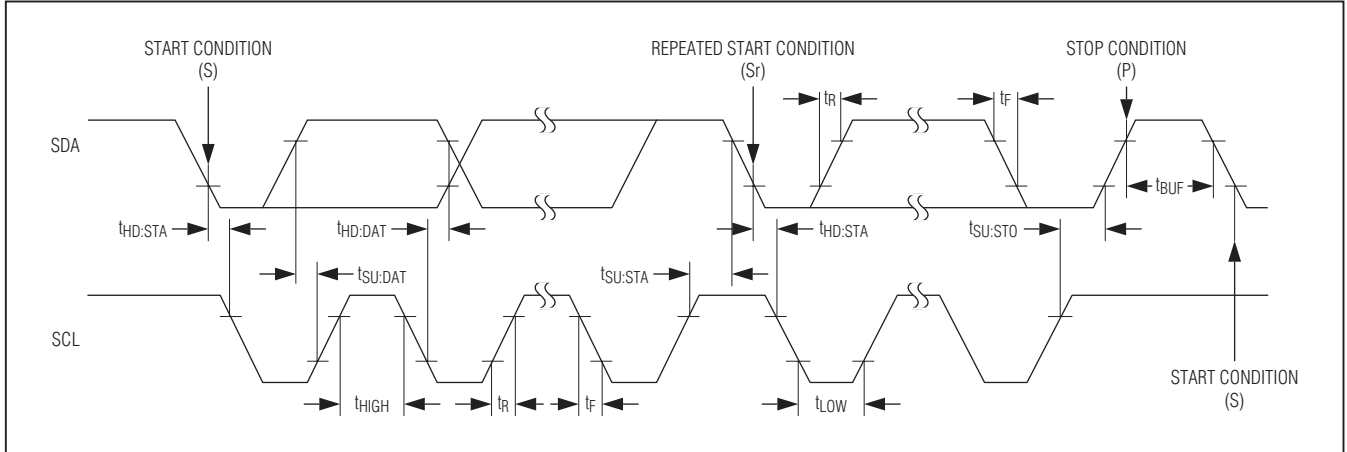 START CONDITION
(S)
REPEATED START CONDITION
(Sr)
STOP CONDITION
(P)
tR
tF
SDA
tBUF
tHD:STA
tHD:DAT
tHD:STA
tSU:STO
tSU:DAT
tSU:STA
SCL
tHIGH
tR
tF
tLOW
START CONDITION
(S)